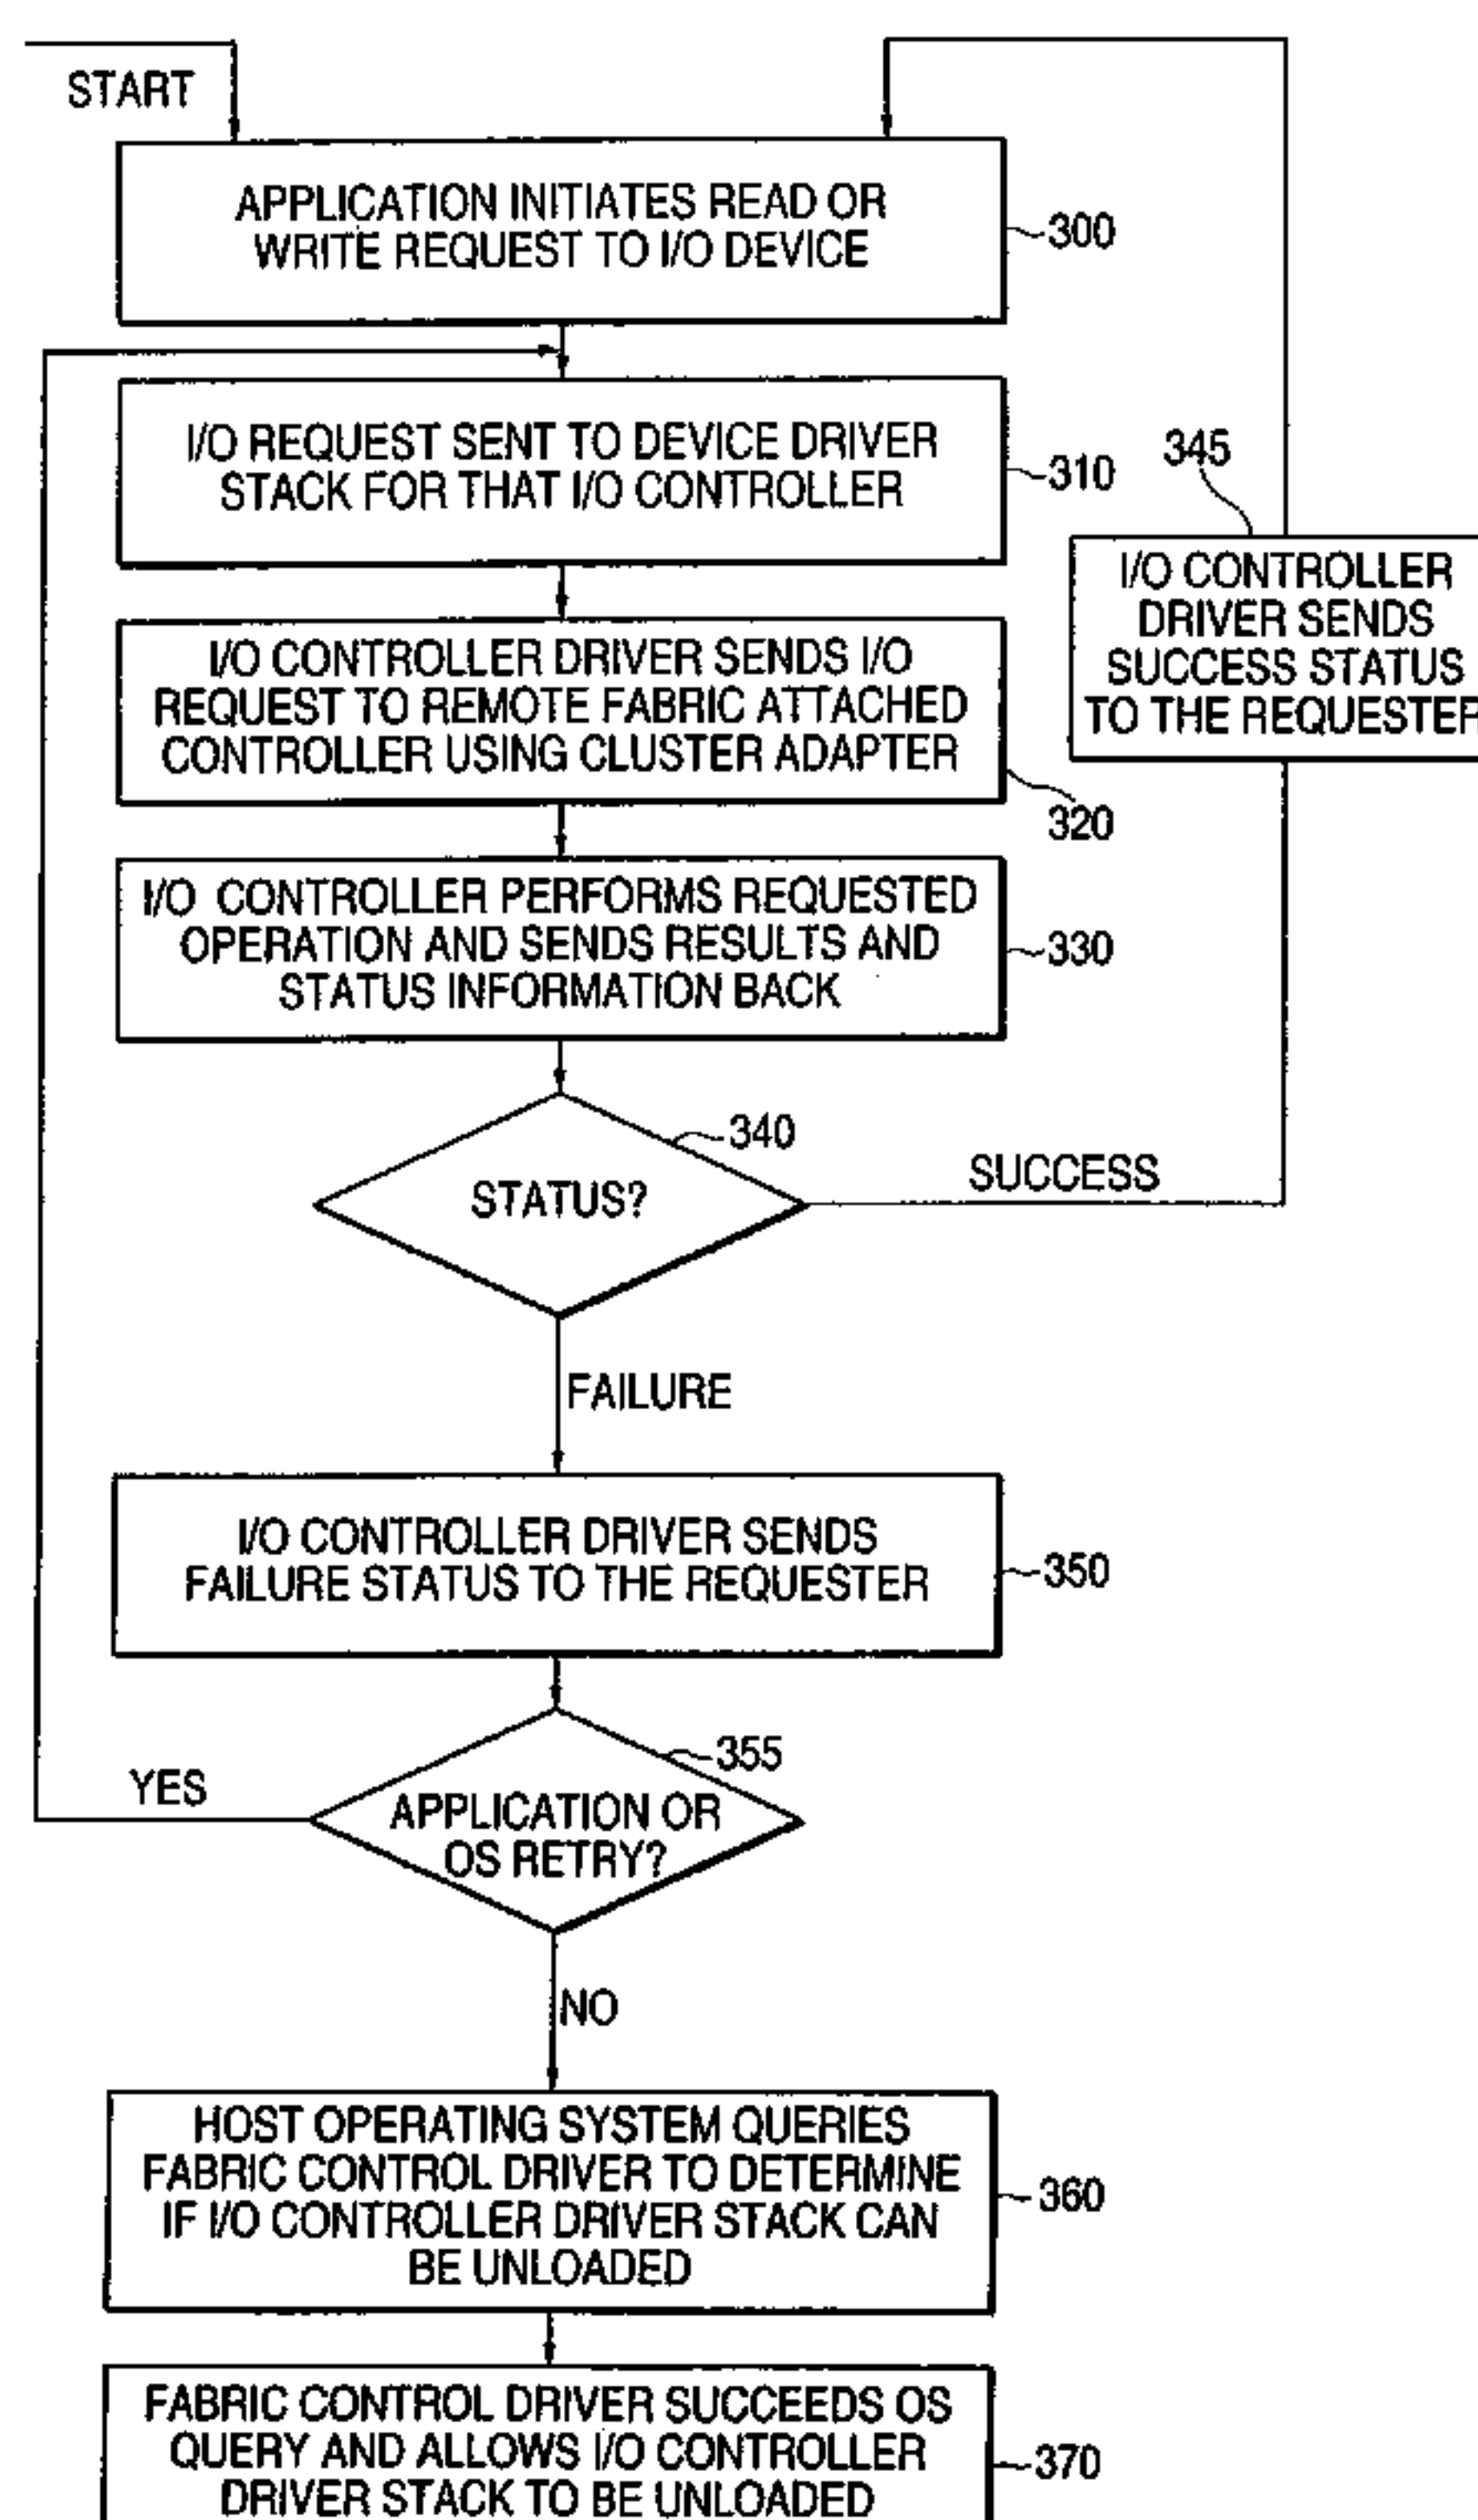 START
APPLICATION INITIATES READ OR
WRITE REQUEST TO I/O DEVICE
300
I/O REQUEST SENT TO DEVICE DRIVER
STACK FOR THAT I/O CONTROLLER
310
345
I/O CONTROLLER
DRIVER SENDS
SUCCESS STATUS
TO THE REQUESTER
I/O CONTROLLER DRIVER SENDS I/O
REQUEST TO REMOTE FABRIC ATTACHED
CONTROLLER USING CLUSTER ADAPTER
320
I/O CONTROLLER PERFORMS REQUESTED
OPERATION AND SENDS RESULTS AND
STATUS INFORMATION BACK
330
340
STATUS?
SUCCESS
FAILURE
I/O CONTROLLER DRIVER SENDS
FAILURE STATUS TO THE REQUESTER
350
355
YES
APPLICATION OR
OS RETRY?
NO
HOST OPERATING SYSTEM QUERIES
FABRIC CONTROL DRIVER TO DETERMINE
IF I/O CONTROLLER DRIVER STACK CAN
BE UNLOADED
360
FABRIC CONTROL DRIVER SUCCEEDS OS
QUERY AND ALLOWS I/O CONTROLLER
DRIVER STACK TO BE UNLOADED
370